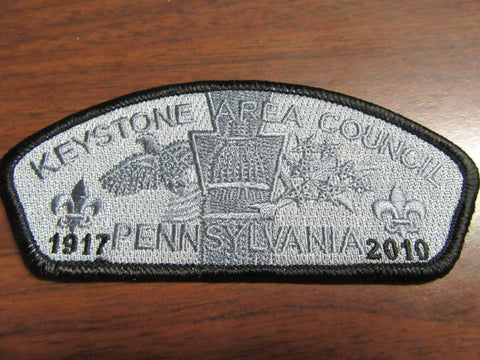 KEYSTONE AREA COUNCIL
1917 PENNSYLVANIA 2010